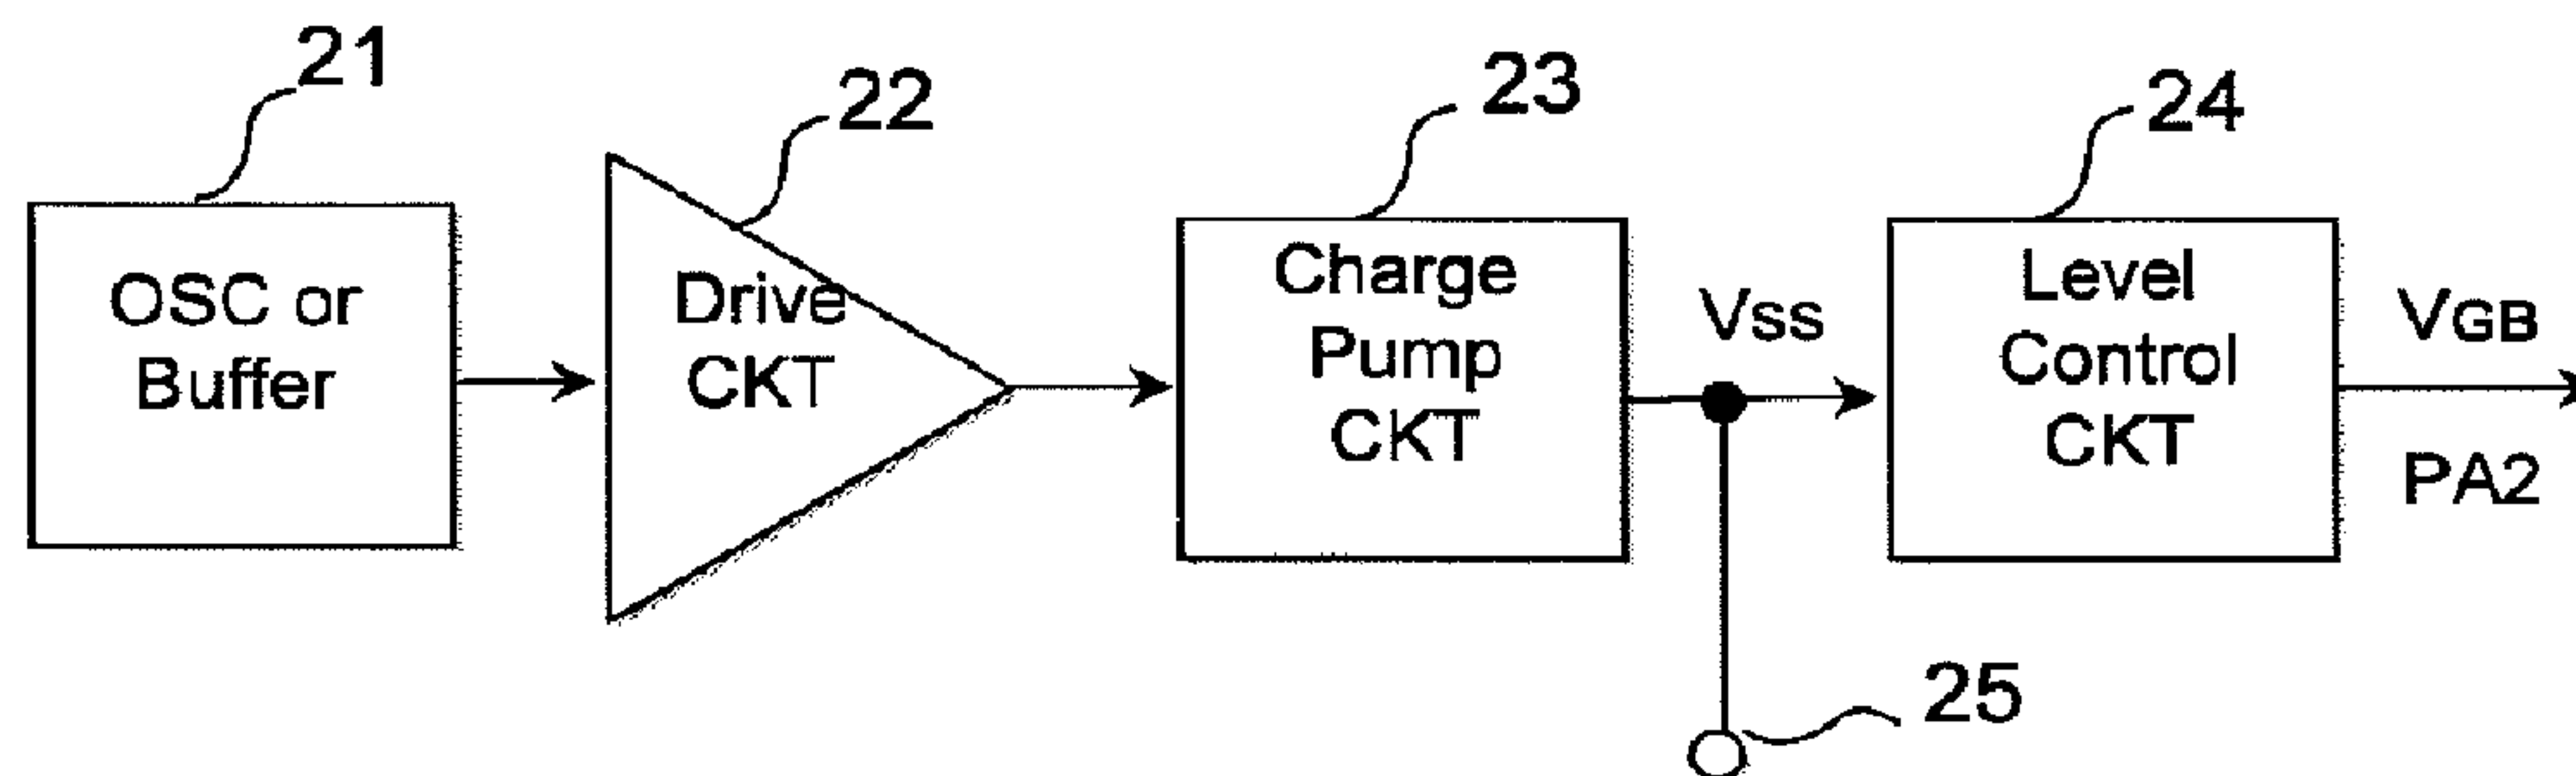 21
22
23
24
OSC or
Buffer
Drive
CKT
Charge
Pump
CKT
Vss
Level
Control
CKT
VGB
PA2
25